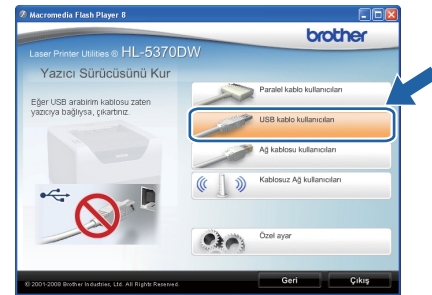 Macromedia Flash Player 8
brother
Laser Printer Utilities ® HL-5370DW
Yazıcı Sürücüsünü Kur
Eğer USB arabirim kablosu zaten
yazıcıya bağlıysa, çıkartınız.
Paralel kablo kullanıcıları
USB kablo kullanıcıları
Ağ kablosu kullanıcıları
Kablosuz Ağ kullanıcıları
Özel ayar
© 2001-2008 Brother Industries, Ltd. All Rights Reserved.
Geri
Çıkış